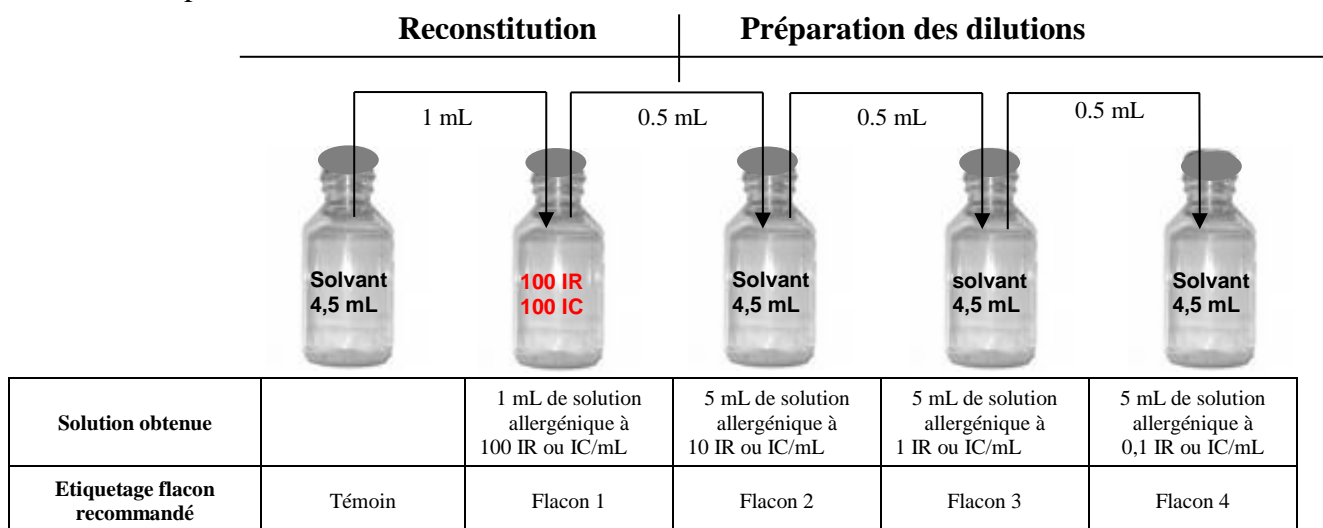 Reconstitution
Préparation des dilutions
1 mL
0.5 mL
0.5 mL
0.5 mL
Solvant
4,5 mL
100 IR
100 IC
Solvant
4,5 mL
solvant
4,5 mL
Solvant
4,5 mL
Solution obtenue
1 mL de solution
allergénique à
100 IR ou IC/mL
5 mL de solution
allergénique à
10 IR ou IC/mL
5 mL de solution
allergénique à
1 IR ou IC/mL
5 mL de solution
allergénique à
0,1 IR ou IC/mL
Etiquetage flacon
recommandé
Témoin
Flacon 1
Flacon 2
Flacon 3
Flacon 4